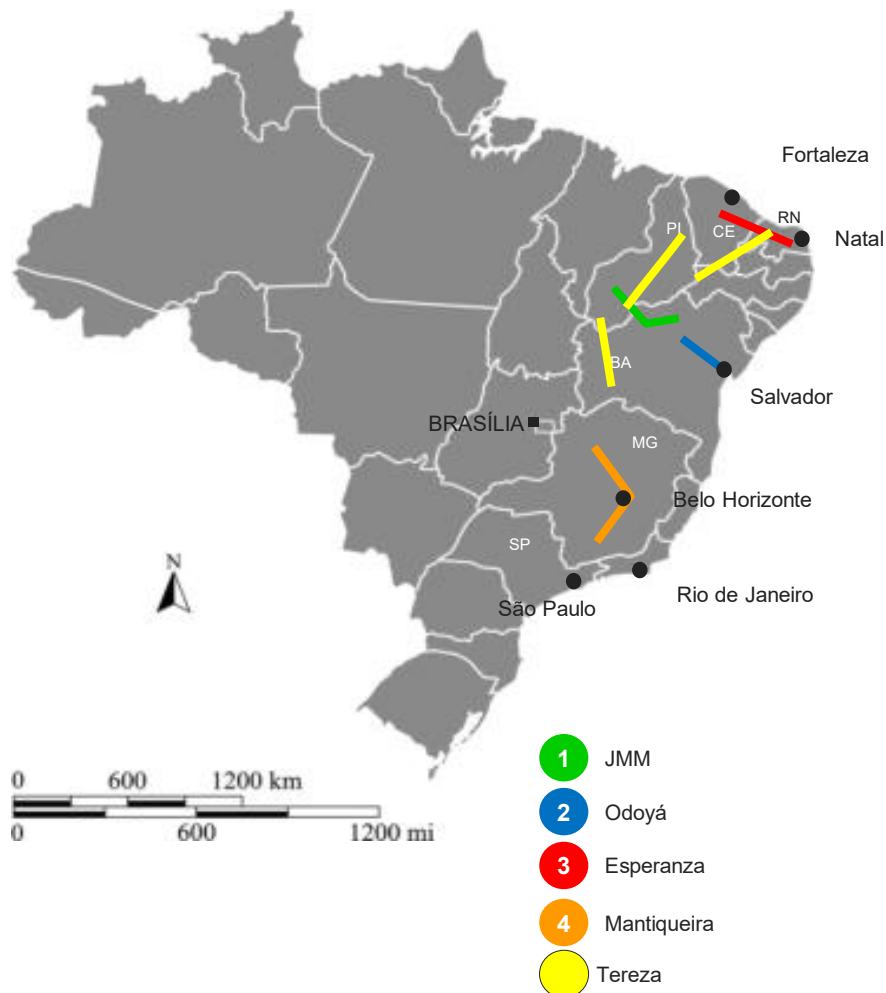 Fortaleza
RN
PI
CE
Natal
BA
Salvador
BRASÍLIA
MG
Belo Horizonte
SP
N
São Paulo
Rio de Janeiro
1 JMM
0 600 1200 km
2 Odoyá
0 600 1200 mi
3 Esperanza
4 Mantiqueira
Tereza